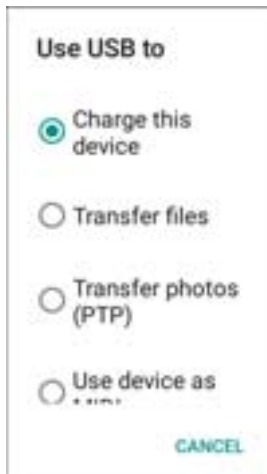 Use USB to
Charge this
device
Transfer files
Transfer photos
(PTP)
Use device as
CANCEL